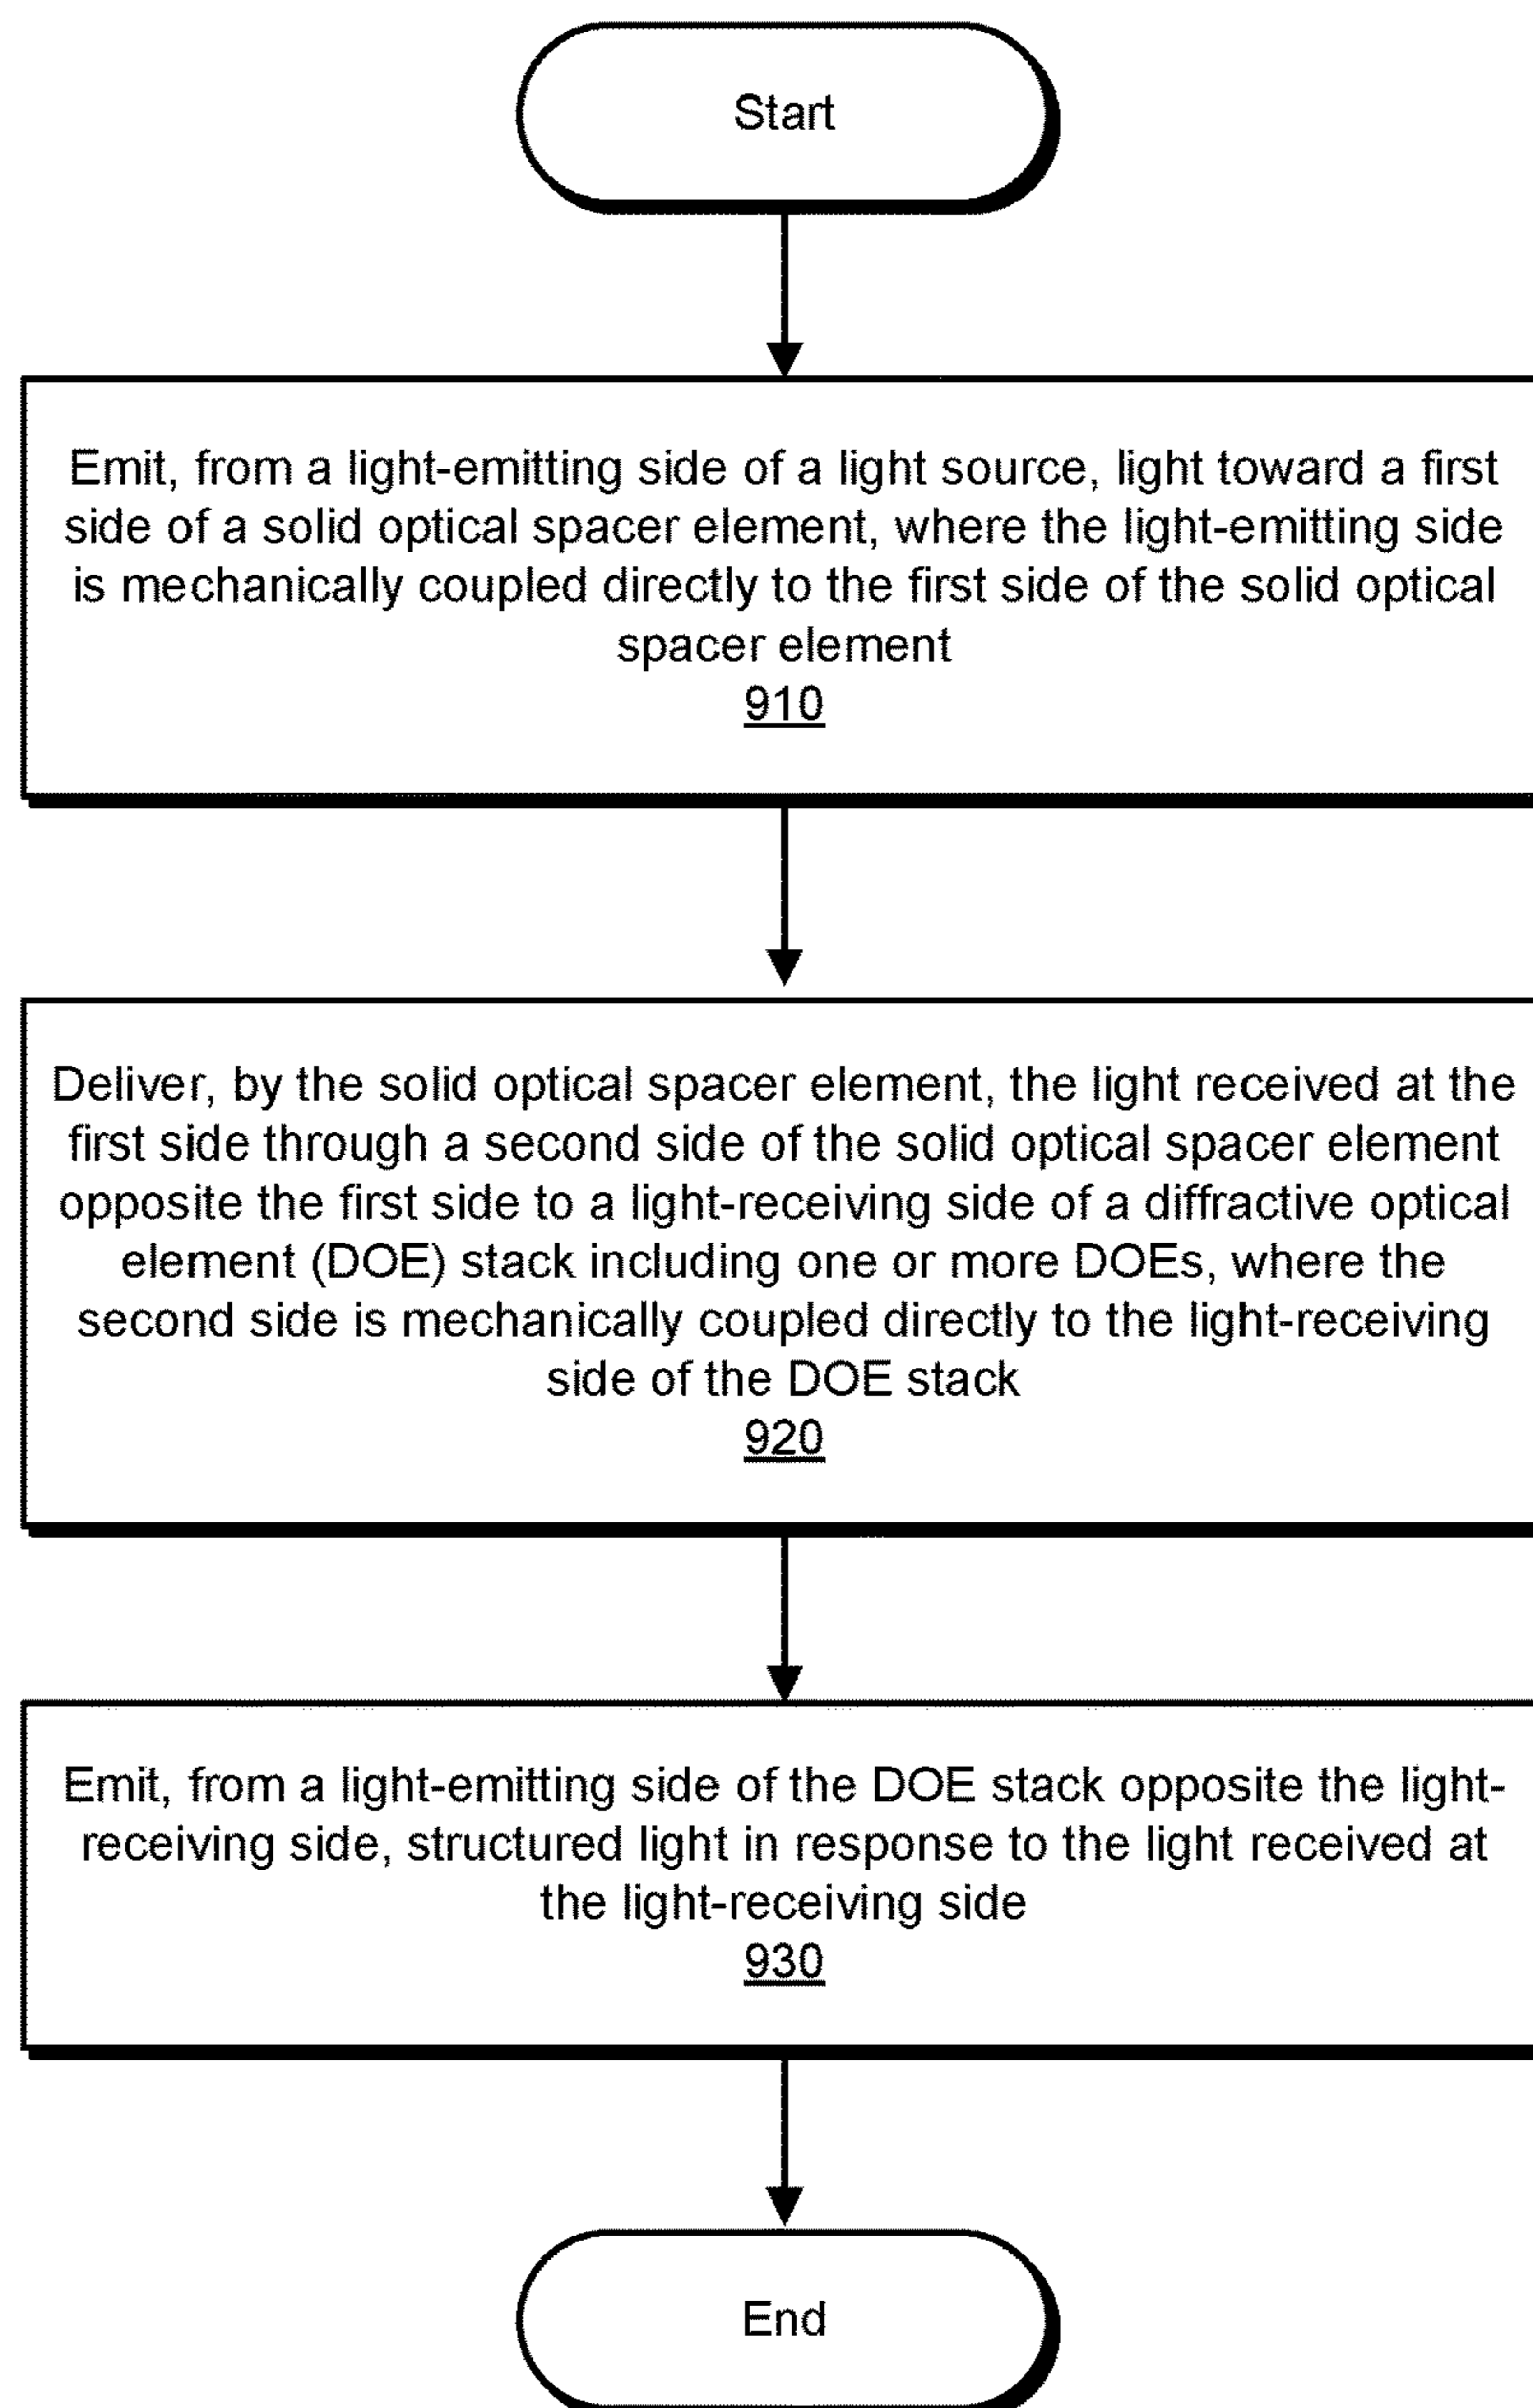 Start
Emit, from a light-emitting side of a light source, light toward a first
side of a solid optical spacer element, where the light-emitting side
is mechanically coupled directly to the first side of the solid optical
spacer element
910
Deliver, by the solid optical spacer element, the light received at the
first side through a second side of the solid optical spacer element
opposite the first side to a light-receiving side of a diffractive optical
element (DOE) stack including one or more DOEs, where the
second side is mechanically coupled directly to the light-receiving
side of the DOE stack
920
Emit, from a light-emitting side of the DOE stack opposite the light-
receiving side, structured light in response to the light received at
the light-receiving side
930
End